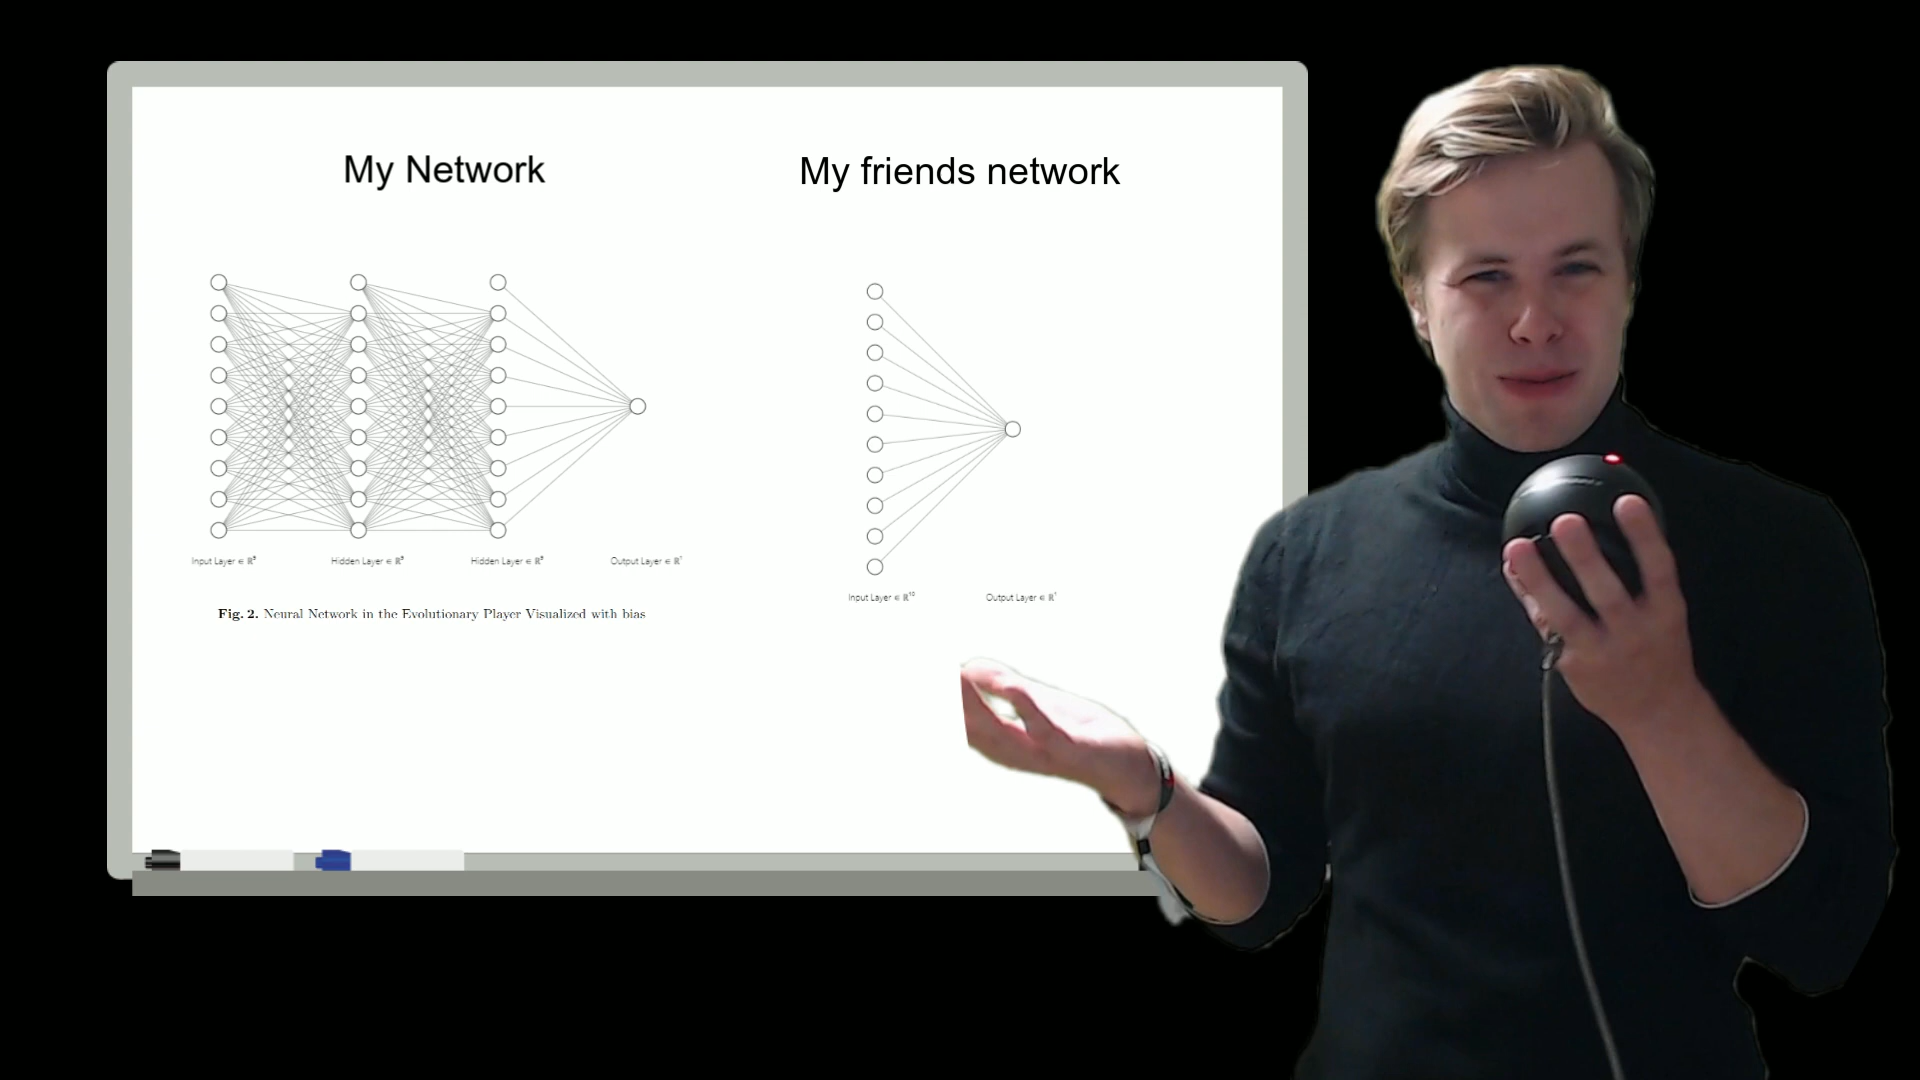 My Network
My friends network
Input Layer ∈ ℝ⁹
Hidden Layer ∈ ℝ⁹
Hidden Layer ∈ ℝ⁹
Output Layer ∈ ℝ¹
Input Layer ∈ ℝ¹⁰
Output Layer ∈ ℝ¹
Fig. 2. Neural Network in the Evolutionary Player Visualized with bias